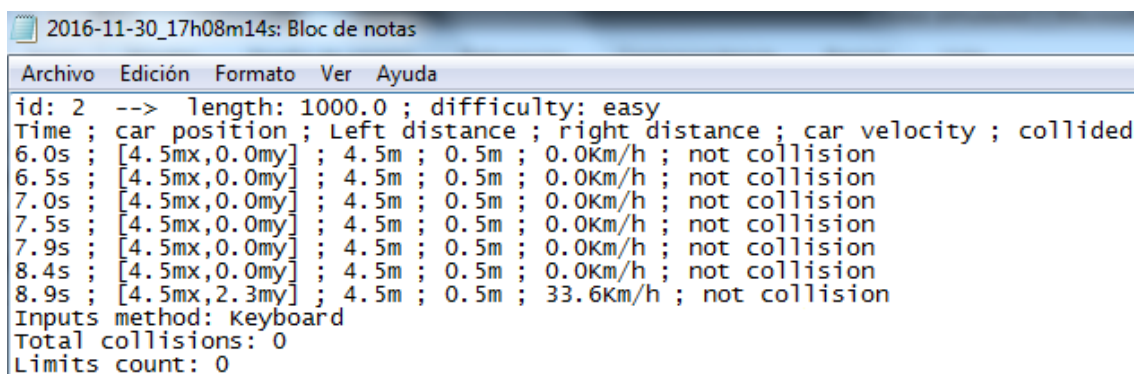 2016-11-30_17h08m14s: Bloc de notas
Archivo Edición Formato Ver Ayuda
id: 2 --> length: 1000.0 ; difficulty: easy
Time ; car position ; Left distance ; right distance ; car velocity ; collided
6.0s ; [4.5mx,0.0my] ; 4.5m ; 0.5m ; 0.0Km/h ; not collision
6.5s ; [4.5mx,0.0my] ; 4.5m ; 0.5m ; 0.0Km/h ; not collision
7.0s ; [4.5mx,0.0my] ; 4.5m ; 0.5m ; 0.0Km/h ; not collision
7.5s ; [4.5mx,0.0my] ; 4.5m ; 0.5m ; 0.0Km/h ; not collision
7.9s ; [4.5mx,0.0my] ; 4.5m ; 0.5m ; 0.0Km/h ; not collision
8.4s ; [4.5mx,0.0my] ; 4.5m ; 0.5m ; 0.0Km/h ; not collision
8.9s ; [4.5mx,2.3my] ; 4.5m ; 0.5m ; 33.6Km/h ; not collision
Inputs method: Keyboard
Total collisions: 0
Limits count: 0